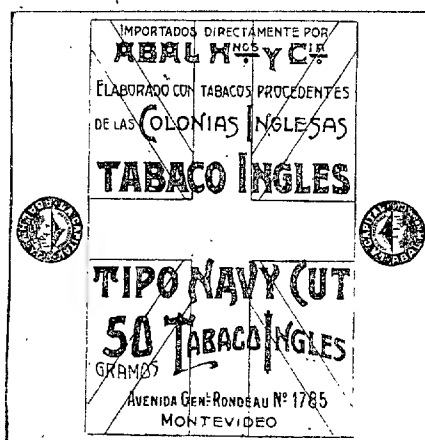 IMPORTADOS DIRECTAMENTE POR
ABAL HNOS Y CIA
ELABORADO CON TABACOS PROCEDENTES
DE LAS COLONIAS INGLESAS
TABACO INGLES
TIPO NAVY CUT
50 TABACO INGLES
GRAMOS
AVENIDA GENL RONDEAU Nº 1785
MONTEVIDEO